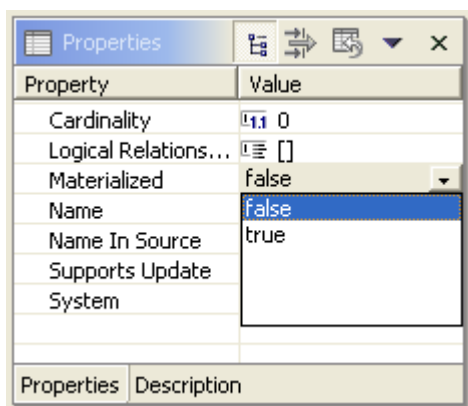 Properties
Property Value
Cardinality 0
Logical Relations... []
Materialized false
Name false
Name In Source true
Supports Update
System
Properties Description